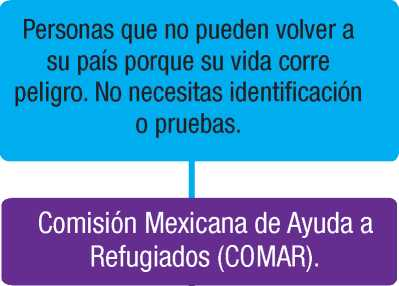 Personas que no pueden volver a
su país porque su vida corre
peligro. No necesitas identificación
o pruebas.
Comisión Mexicana de Ayuda a
Refugiados (COMAR).